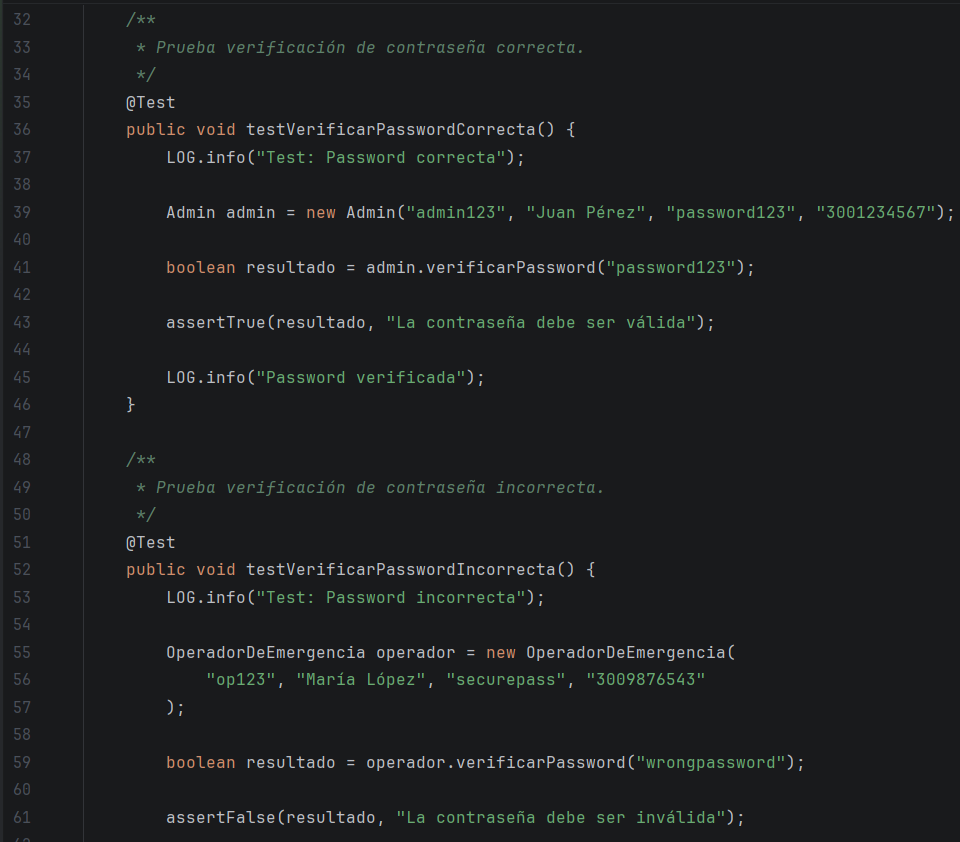 32 /**
33 * Prueba verificación de contraseña correcta.
34 */
35 @Test
36 public void testVerificarPasswordCorrecta() {
37 LOG.info("Test: Password correcta");
38
39 Admin admin = new Admin("admin123", "Juan Pérez", "password123", "3001234567");
40
41 boolean resultado = admin.verificarPassword("password123");
42
43 assertTrue(resultado, "La contraseña debe ser válida");
44
45 LOG.info("Password verificada");
46 }
47
48 /**
49 * Prueba verificación de contraseña incorrecta.
50 */
51 @Test
52 public void testVerificarPasswordIncorrecta() {
53 LOG.info("Test: Password incorrecta");
54
55 OperadorDeEmergencia operador = new OperadorDeEmergencia(
56 "op123", "María López", "securepass", "3009876543"
57 );
58
59 boolean resultado = operador.verificarPassword("wrongpassword");
60
61 assertFalse(resultado, "La contraseña debe ser inválida");